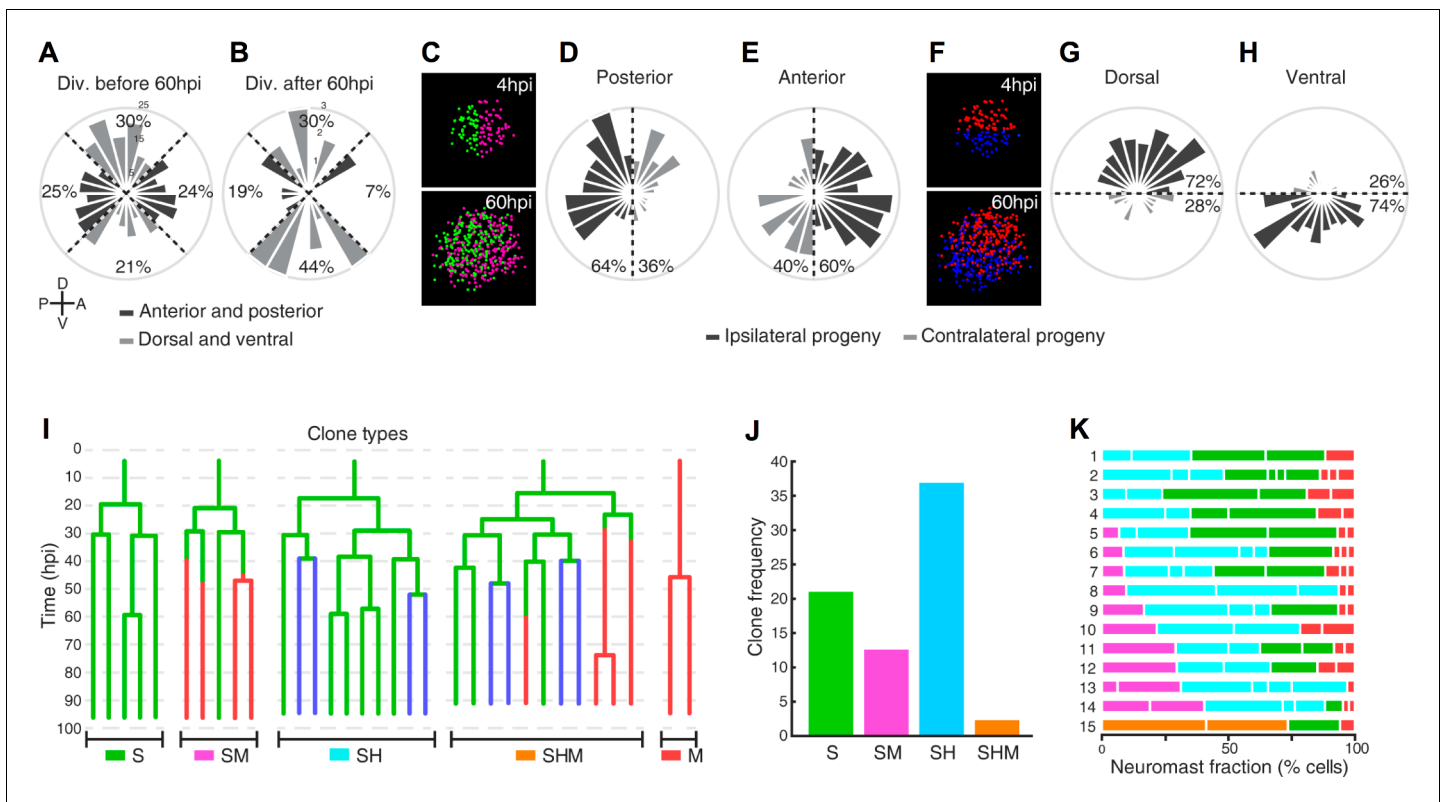 A B C D E F G H
Div. before 60hpi
Div. after 60hpi
4hpi
Posterior
Anterior
4hpi
Dorsal
Ventral
25
30%
15
5
25%
24%
21%
3
30%
2
1
19%
7%
44%
60hpi
64% 36%
40% 60%
60hpi
72%
28%
26%
74%
D
P A
V
Anterior and posterior
Dorsal and ventral
Ipsilateral progeny
Contralateral progeny
I
Clone types
Time (hpi)
0
10
20
30
40
50
60
70
80
90
100
S
SM
SH
SHM
M
J
Clone frequency
40
35
30
25
20
15
10
5
0
S SM SH SHM
K
1
2
3
4
5
6
7
8
9
10
11
12
13
14
15
0 50 100
Neuromast fraction (% cells)